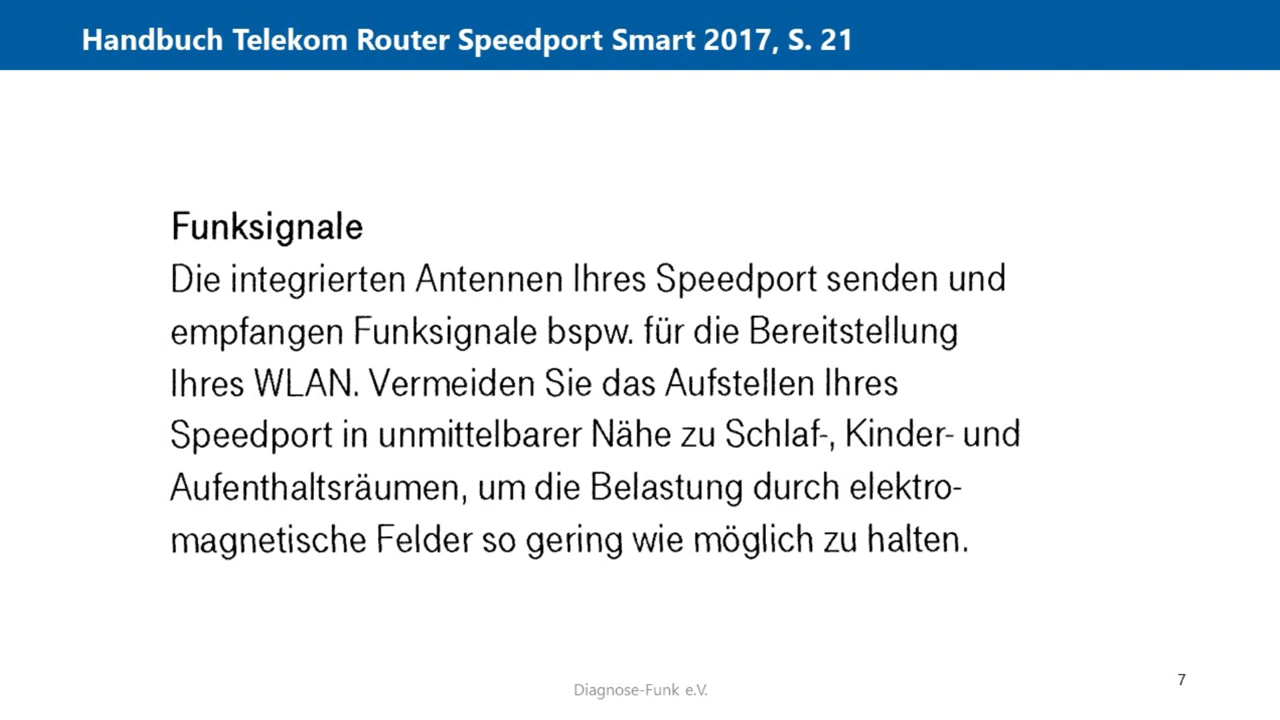 Handbuch Telekom Router Speedport Smart 2017, S. 21
Funksignale
Die integrierten Antennen Ihres Speedport senden und
empfangen Funksignale bspw. für die Bereitstellung
Ihres WLAN. Vermeiden Sie das Aufstellen Ihres
Speedport in unmittelbarer Nähe zu Schlaf-, Kinder- und
Aufenthaltsräumen, um die Belastung durch elektro-
magnetische Felder so gering wie möglich zu halten.
Diagnose-Funk e.V.
7